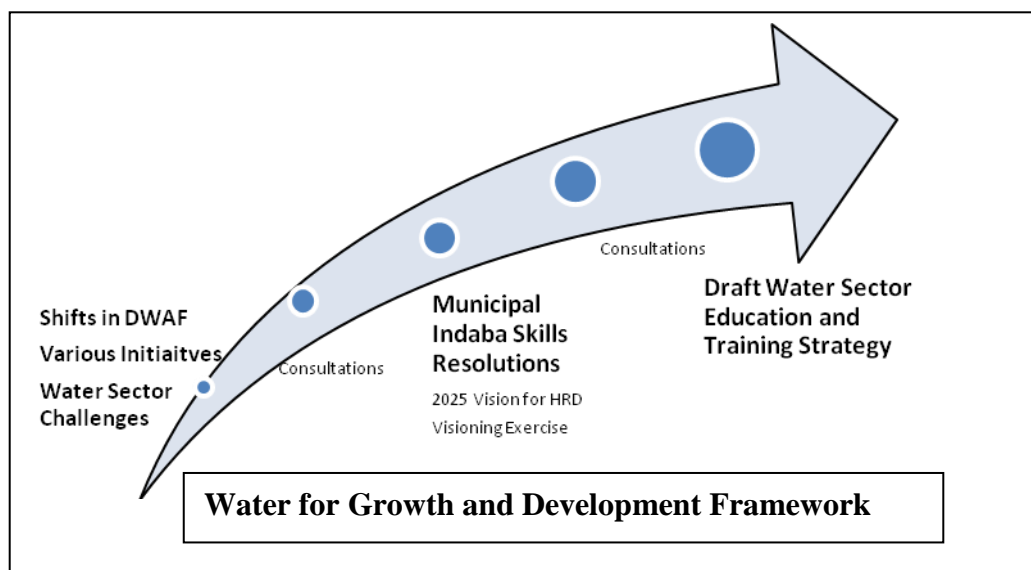 Shifts in DWAF
Various Initiaitves
Water Sector
Challenges
Consultations
Municipal
Indaba Skills
Resolutions
2025 Vision for HRD
Visioning Exercise
Consultations
Draft Water Sector
Education and
Training Strategy
Water for Growth and Development Framework